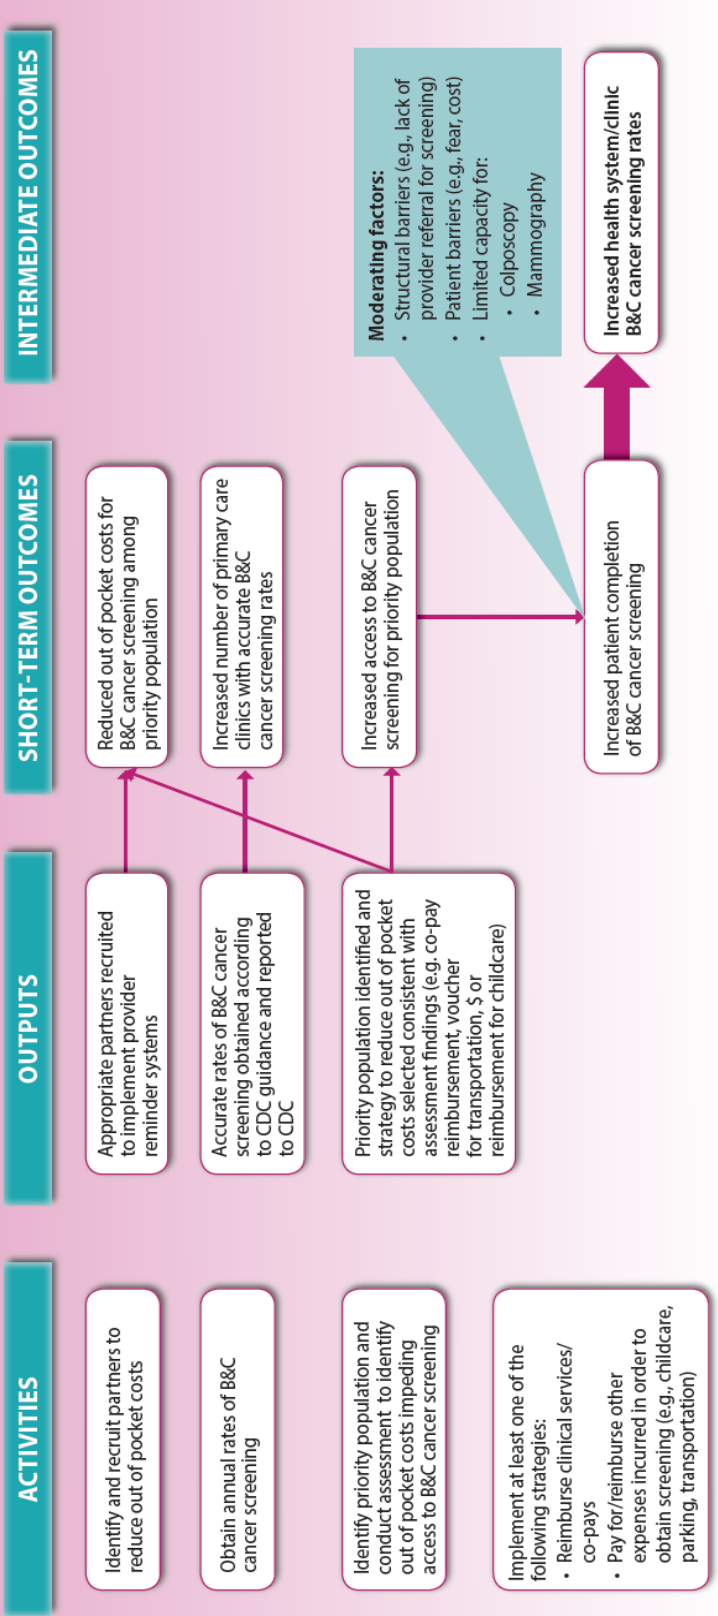 ACTIVITIES
Identify and recruit partners to
reduce out of pocket costs
Obtain annual rates of B&C
cancer screening
Identify priority population and
conduct assessment to identify
out of pocket costs impeding
access to B&C cancer screening
Implement at least one of the
following strategies:
• Reimburse clinical services/
co-pays
• Pay for/reimburse other
expenses incurred in order to
obtain screening (e.g., childcare,
parking, transportation)
OUTPUTS
Appropriate partners recruited
to implement provider
reminder systems
Accurate rates of B&C cancer
screening obtained according
to CDC guidance and reported
to CDC
Priority population identified and
strategy to reduce out of pocket
costs selected consistent with
assessment findings (e.g. co-pay
reimbursement, voucher
for transportation, $ or
reimbursement for childcare)
SHORT-TERM OUTCOMES
Reduced out of pocket costs for
B&C cancer screening among
priority population
Increased number of primary care
clinics with accurate B&C
cancer screening rates
Increased access to B&C cancer
screening for priority population
Increased patient completion
of B&C cancer screening
INTERMEDIATE OUTCOMES
Moderating factors:
• Structural barriers (e.g., lack of
provider referral for screening)
• Patient barriers (e.g., fear, cost)
• Limited capacity for:
• Colposcopy
• Mammography
Increased health system/clinic
B&C cancer screening rates